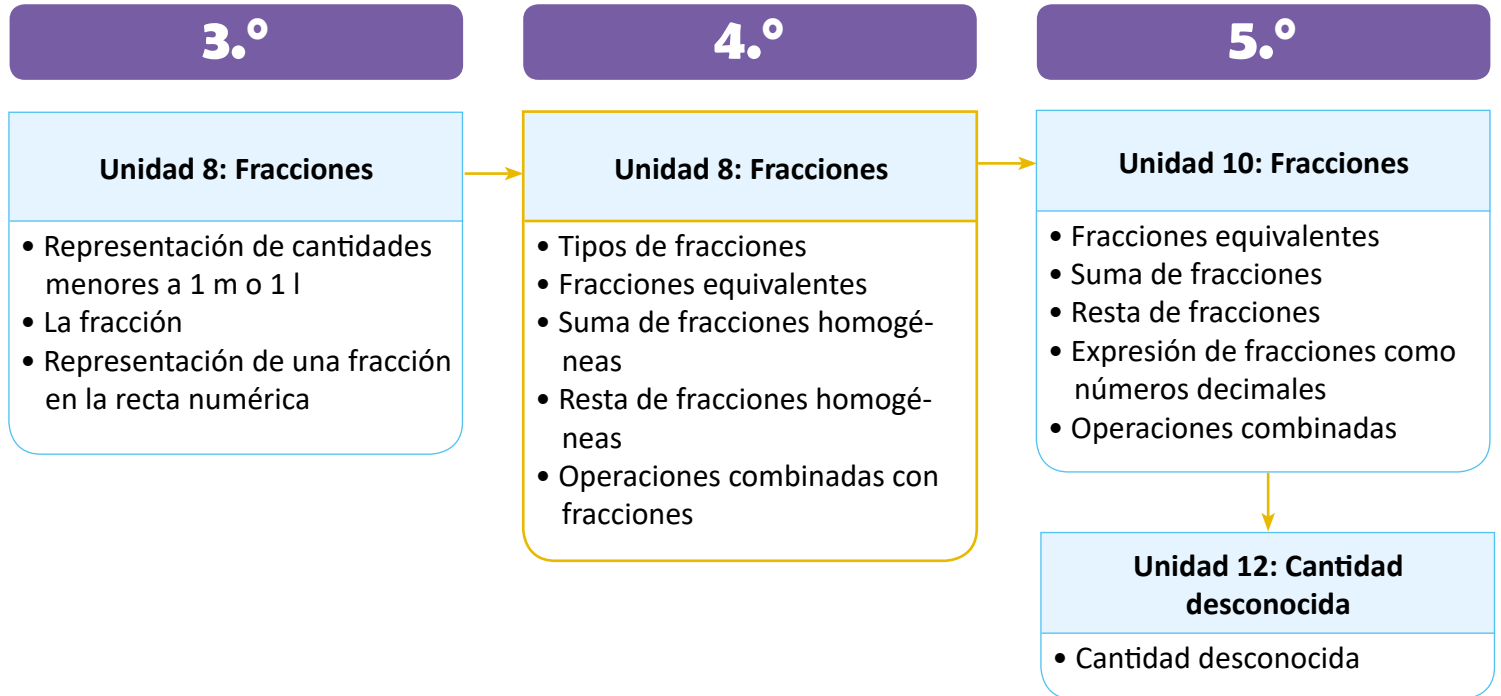 3.º
4.º
5.º
Unidad 8: Fracciones
• Representación de cantidades
menores a 1 m o 1 l
• La fracción
• Representación de una fracción
en la recta numérica
Unidad 8: Fracciones
• Tipos de fracciones
• Fracciones equivalentes
• Suma de fracciones homogé-
neas
• Resta de fracciones homogé-
neas
• Operaciones combinadas con
fracciones
Unidad 10: Fracciones
• Fracciones equivalentes
• Suma de fracciones
• Resta de fracciones
• Expresión de fracciones como
números decimales
• Operaciones combinadas
Unidad 12: Cantidad
desconocida
• Cantidad desconocida